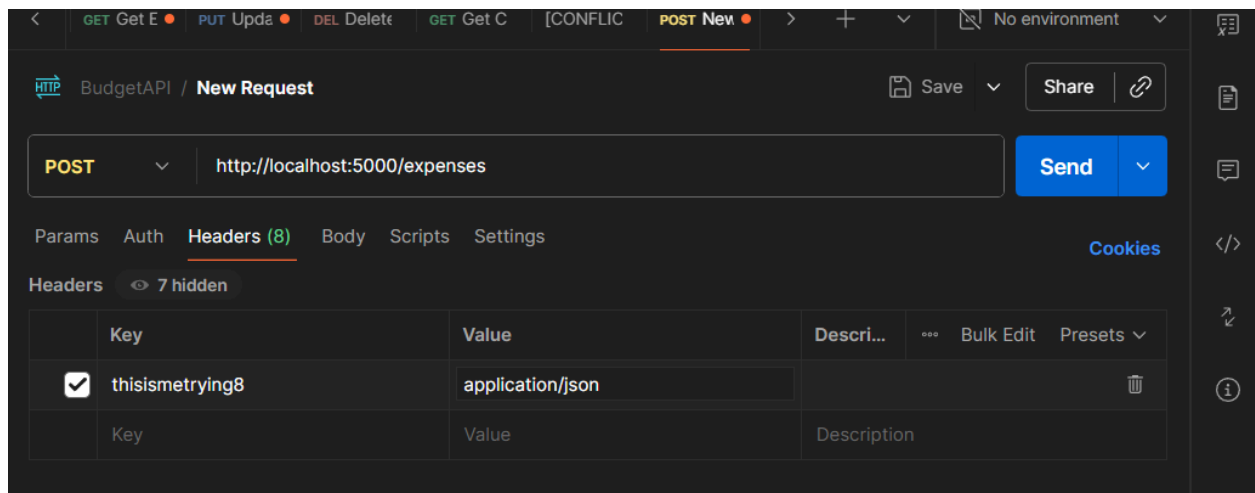 GET Get E PUT Upda DEL Delete GET Get C [CONFLIC POST New No environment
HTTP BudgetAPI / New Request Save Share
POST http://localhost:5000/expenses Send
Params Auth Headers (8) Body Scripts Settings Cookies
Headers 7 hidden
Key Value Descri... Bulk Edit Presets
thisismetrying8 application/json
Key Value Description